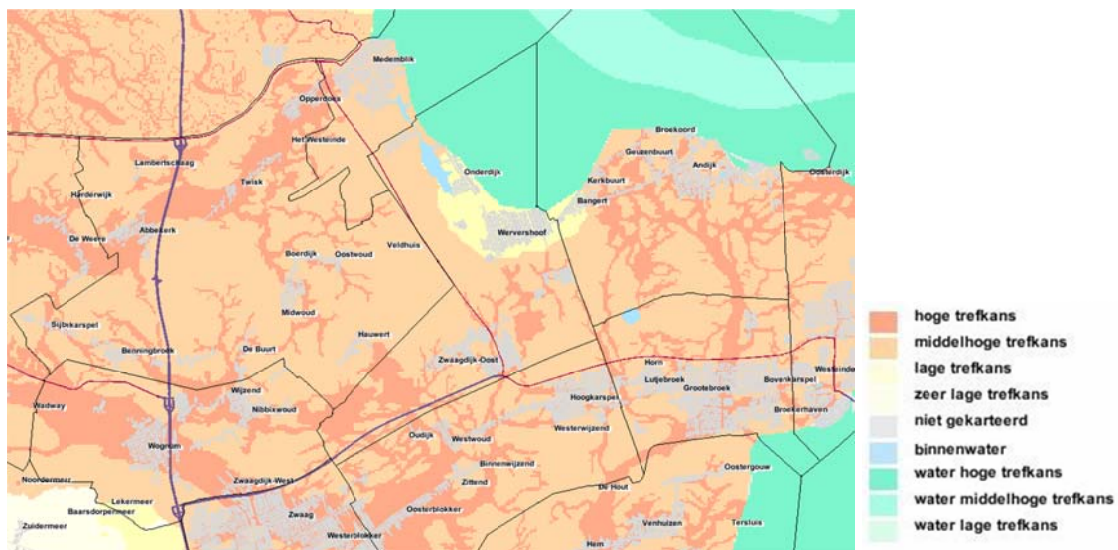 Medemblik
Opperdoes
Broekoord
Het Westeinde
Geuzenbuurt
Andijk
Lambertschaag
Onderdijk
Oosterdijk
Twisk
Kerkbuurt
Harderwijk
Bangert
Abbekerk
Wervershoof
De Weere
Veldhuis
Boerdijk
Oostwoud
Midwoud
Sijbikarspel
Hauwert
De Buurt
Benningbroek
Zwaagdijk-Oost
Horn
Westeinde
Lutjebroek
Bovenkarspel
Wijzend
Grootebroek
Hoogkarspel
Wadway
Nibbixwoud
Broekerhaven
Westerwijzend
Oudijk
Westwoud
Wognum
Binnenwijzend
Oostergouw
Noordermeer
Zwaagdijk-West
Zittend
De Hout
Lekermeer
Baarsdorpermeer
Oosterblokker
Zwaag
Venhuizen
Tersluis
Zuidermeer
Westerblokker
Hem
hoge trefkans
middelhoge trefkans
lage trefkans
zeer lage trefkans
niet gekarteerd
binnenwater
water hoge trefkans
water middelhoge trefkans
water lage trefkans